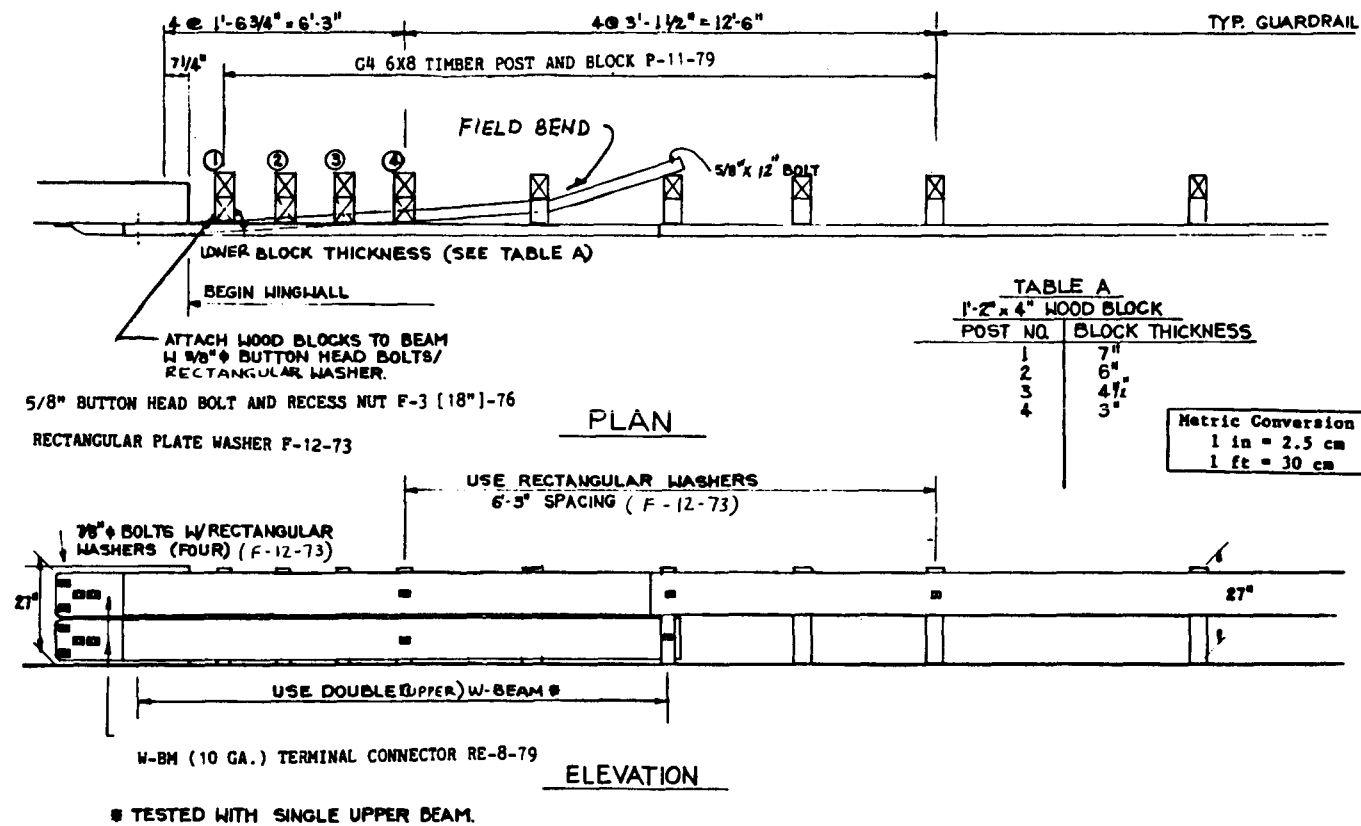 4 @ 1'-6 3/4" = 6'-3"
4 @ 3'-1 1/2" = 12'-6"
TYP. GUARDRAIL
7 1/4"
G4 6X8 TIMBER POST AND BLOCK P-11-79
FIELD BEND
1
2
3
4
5/8" X 12" BOLT
LOWER BLOCK THICKNESS (SEE TABLE A)
BEGIN WINGWALL
ATTACH WOOD BLOCKS TO BEAM
W 5/8" φ BUTTON HEAD BOLTS/
RECTANGULAR WASHER.
5/8" BUTTON HEAD BOLT AND RECESS NUT F-3 [18"]-76
RECTANGULAR PLATE WASHER F-12-73
PLAN
TABLE A
1'-2" x 4" WOOD BLOCK
POST NO. BLOCK THICKNESS
1 7"
2 6"
3 4 1/2"
4 3"
Metric Conversion
1 in = 2.5 cm
1 ft = 30 cm
USE RECTANGULAR WASHERS
6'-3" SPACING (F-12-73)
7/8" φ BOLTS W/RECTANGULAR
WASHERS (FOUR) (F-12-73)
27"
27"
USE DOUBLE (UPPER) W-BEAM *
W-BM (10 GA.) TERMINAL CONNECTOR RE-8-79
ELEVATION
* TESTED WITH SINGLE UPPER BEAM.